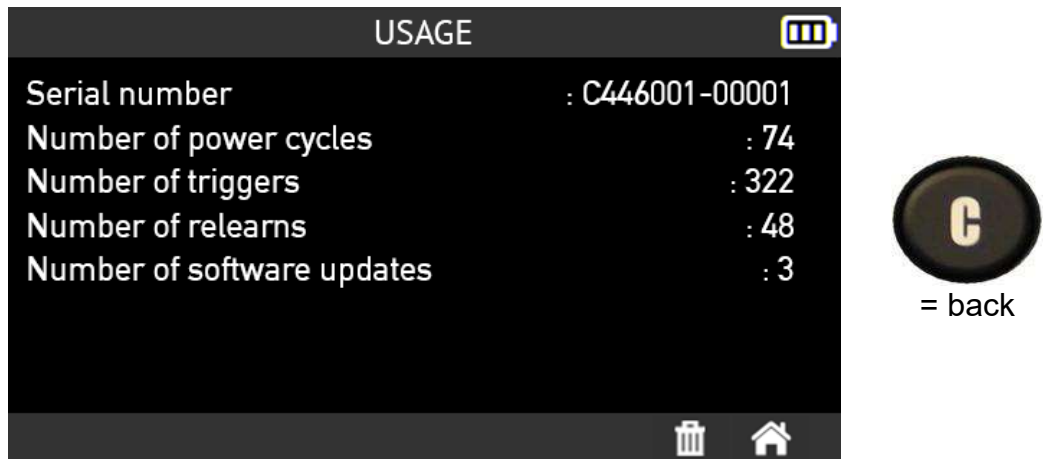 USAGE
Serial number : C446001-00001
Number of power cycles : 74
Number of triggers : 322
Number of relearns : 48
Number of software updates : 3
C
= back